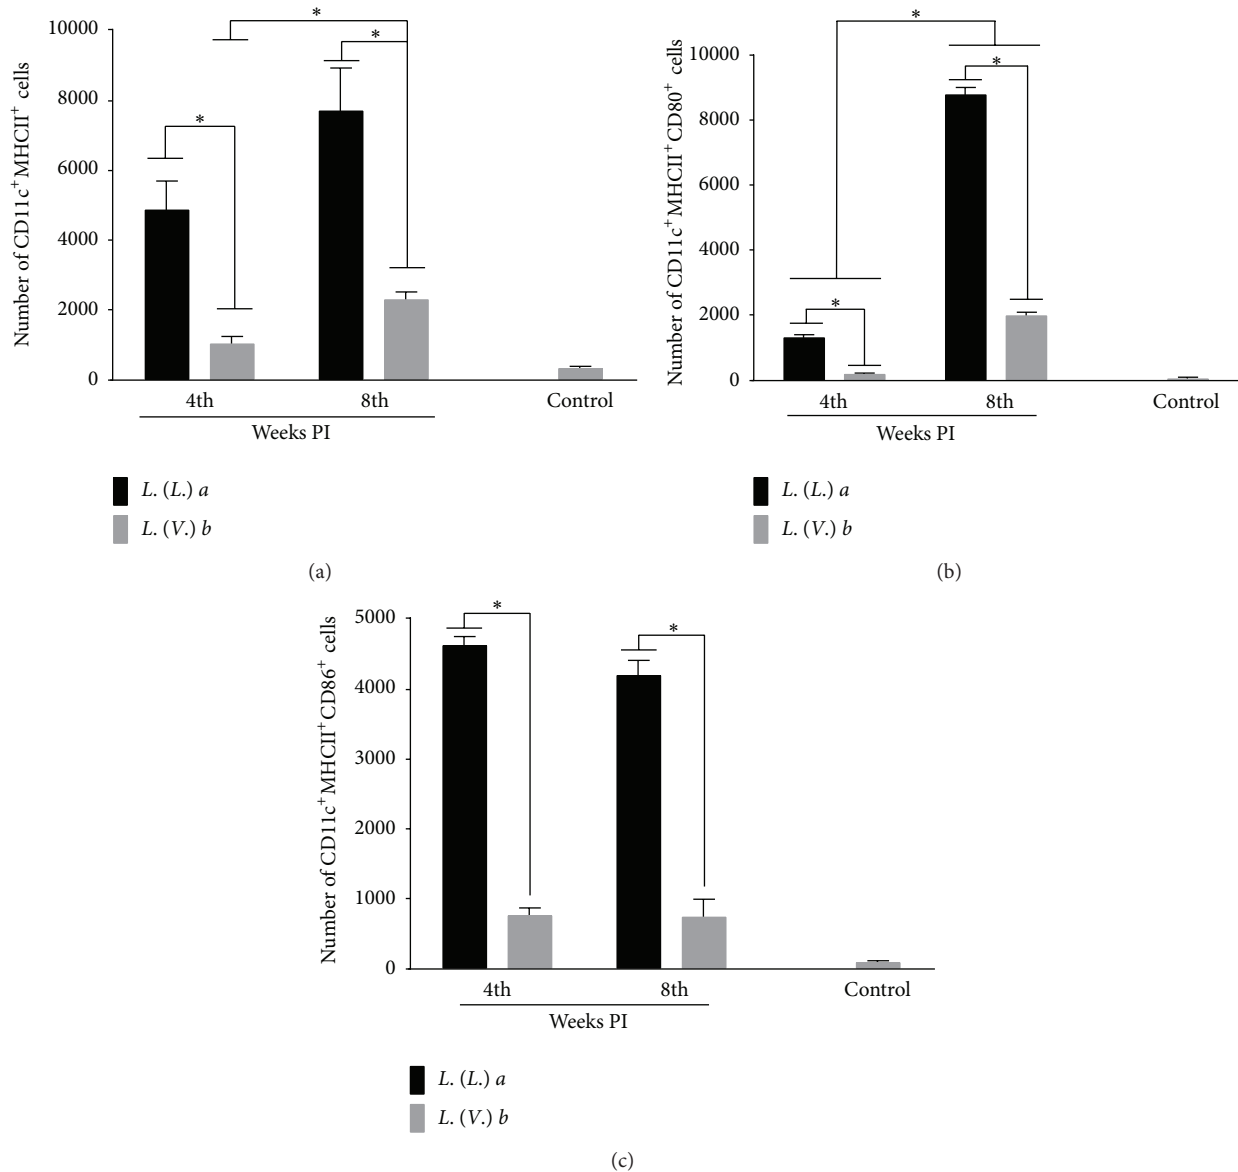 *
*
*
10000
8000
6000
4000
2000
0
Number of CD11c⁺MHCII⁺ cells
4th 8th Control
Weeks PI
L. (L.) a
L. (V.) b
(a)
*
*
*
10000
8000
6000
4000
2000
0
Number of CD11c⁺MHCII⁺CD80⁺ cells
4th 8th Control
Weeks PI
L. (L.) a
L. (V.) b
(b)
*
*
5000
4000
3000
2000
1000
0
Number of CD11c⁺MHCII⁺CD86⁺ cells
4th 8th Control
Weeks PI
L. (L.) a
L. (V.) b
(c)